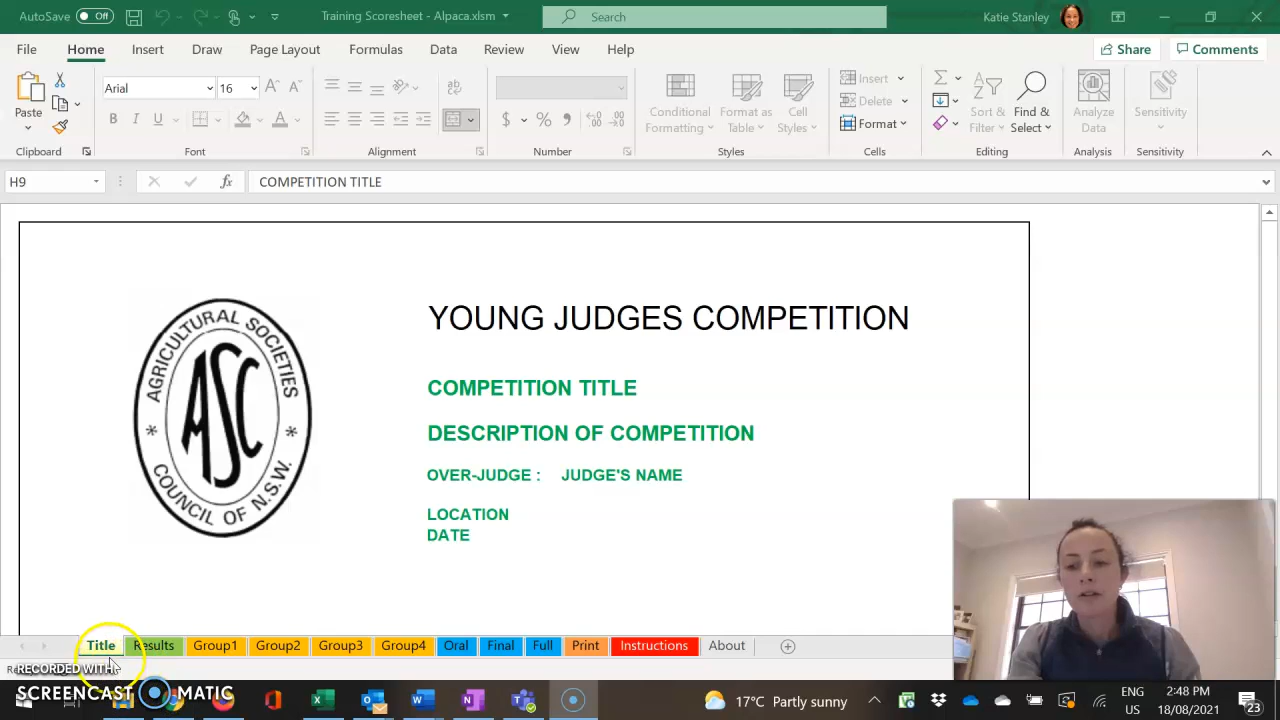 AutoSave Off Training Scoresheet - Alpaca.xlsm Search Katie Stanley
File Home Insert Draw Page Layout Formulas Data Review View Help Share Comments
Arial 16 Insert
Paste Delete
Format
Conditional Formatting
Format as Table
Cell Styles
Sort & Filter
Find & Select
Analyze Data
Sensitivity
Clipboard Font Alignment Number Styles Cells Editing Analysis Sensitivity
H9 fx COMPETITION TITLE
AGRICULTURAL SOCIETIES
ASC
COUNCIL OF N.S.W.
YOUNG JUDGES COMPETITION
COMPETITION TITLE
DESCRIPTION OF COMPETITION
OVER-JUDGE : JUDGE'S NAME
LOCATION
DATE
Title Results Group1 Group2 Group3 Group4 Oral Final Full Print Instructions About
RECORDED WITH
SCREENCAST MATIC
17°C Partly sunny
ENG
2:48 PM
18/08/2021
23